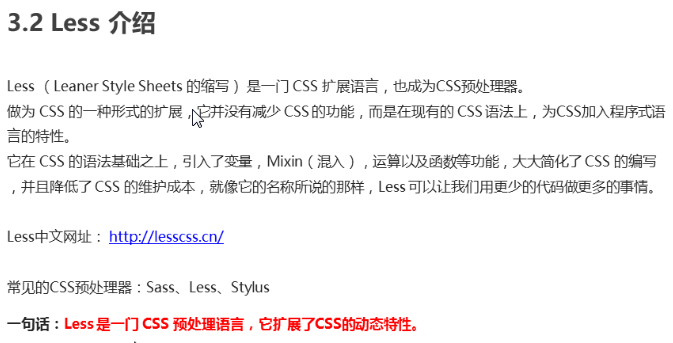 3.2 Less 介绍
Less （ Leaner Style Sheets 的缩写 ） 是一门 CSS 扩展语言，也成为CSS预处理器。
做为 CSS 的一种形式的扩展，它并没有减少 CSS 的功能，而是在现有的 CSS 语法上，为CSS加入程序式语
言的特性。
它在 CSS 的语法基础之上，引入了变量，Mixin（混入），运算以及函数等功能，大大简化了 CSS 的编写
，并且降低了 CSS 的维护成本，就像它的名称所说的那样，Less 可以让我们用更少的代码做更多的事情。
Less中文网址： http://lesscss.cn/
常见的CSS预处理器：Sass、Less、Stylus
一句话：Less 是一门 CSS 预处理语言，它扩展了CSS的动态特性。